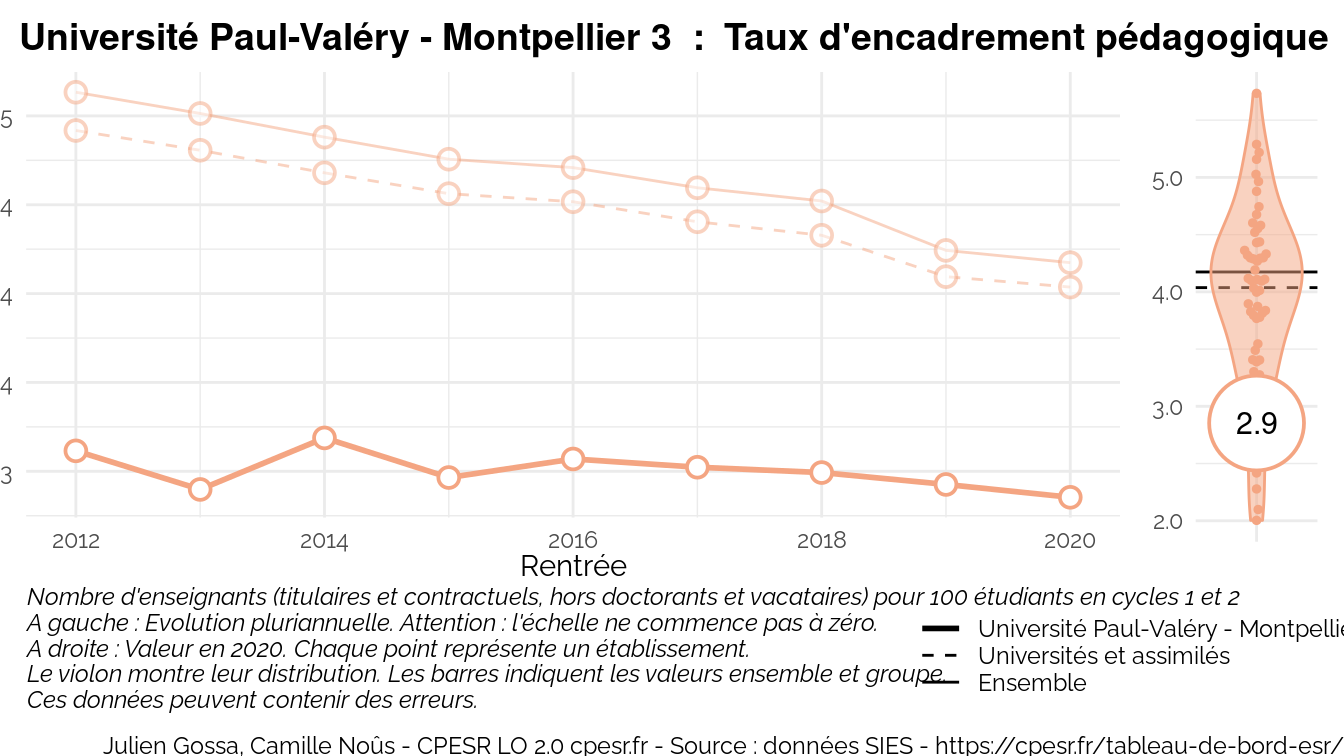 Université Paul-Valéry - Montpellier 3 : Taux d'encadrement pédagogique
5
4
4
4
3
2012 2014 2016 2018 2020
Rentrée
5.0
4.0
3.0
2.0
2.9
Nombre d'enseignants (titulaires et contractuels, hors doctorants et vacataires) pour 100 étudiants en cycles 1 et 2
A gauche : Evolution pluriannuelle. Attention : l'échelle ne commence pas à zéro.
A droite : Valeur en 2020. Chaque point représente un établissement.
Le violon montre leur distribution. Les barres indiquent les valeurs ensemble et groupe.
Ces données peuvent contenir des erreurs.
Université Paul-Valéry - Montpellie
Universités et assimilés
Ensemble
Julien Gossa, Camille Noûs - CPESR LO 2.0 cpesr.fr - Source : données SIES - https://cpesr.fr/tableau-de-bord-esr/